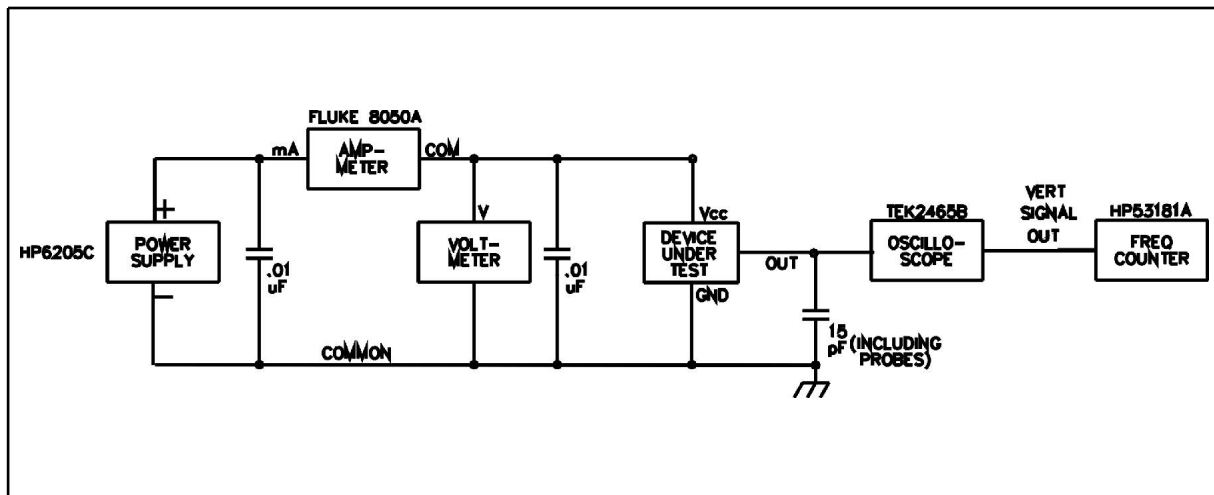 FLUKE 8050A
mA
AMP-
METER
COM
HP6205C
+
POWER
SUPPLY
−
.01
uF
V
VOLT-
METER
.01
uF
Vcc
DEVICE
UNDER
TEST
GND
OUT
15
pF (INCLUDING
PROBES)
TEK2465B
OSCILLO-
SCOPE
VERT
SIGNAL
OUT
HP53181A
FREQ
COUNTER
COMMON